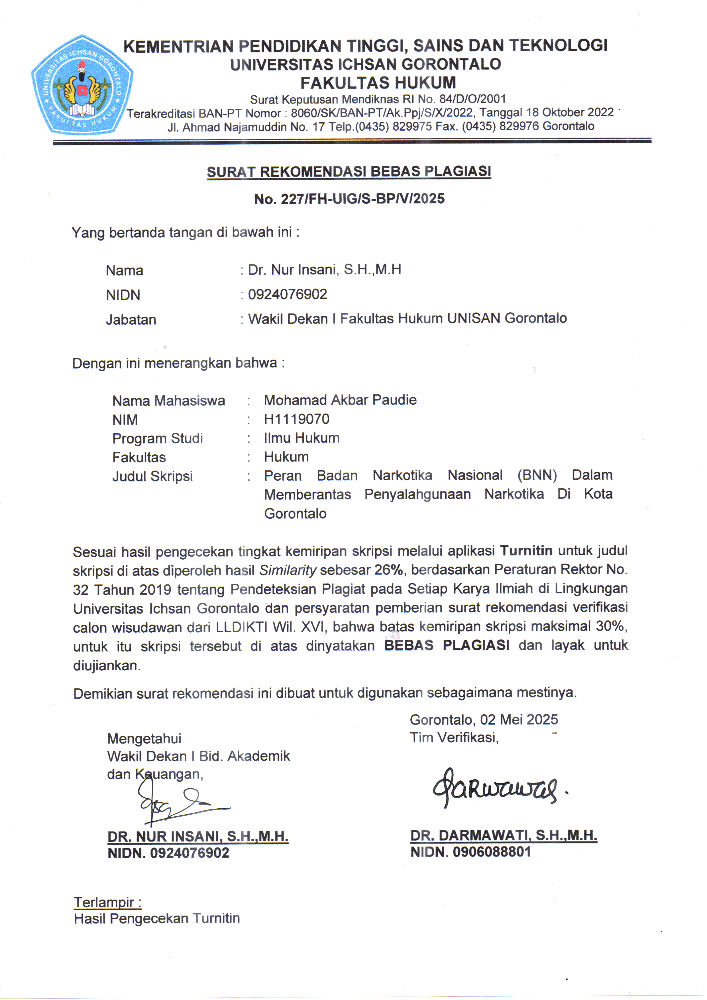 KEMENTRIAN PENDIDIKAN TINGGI, SAINS DAN TEKNOLOGI
UNIVERSITAS ICHSAN GORONTALO
FAKULTAS HUKUM
Surat Keputusan Mendiknas RI No. 84/D/O/2001
Terakreditasi BAN-PT Nomor : 8060/SK/BAN-PT/Ak.Ppj/S/X/2022, Tanggal 18 Oktober 2022
Jl. Ahmad Najamuddin No. 17 Telp.(0435) 829975 Fax. (0435) 829976 Gorontalo
UNIVERSITAS ICHSAN GORONTALO
FAKULTAS HUKUM
SURAT REKOMENDASI BEBAS PLAGIASI
No. 227/FH-UIG/S-BP/V/2025
Yang bertanda tangan di bawah ini :
Nama : Dr. Nur Insani, S.H.,M.H
NIDN : 0924076902
Jabatan : Wakil Dekan I Fakultas Hukum UNISAN Gorontalo
Dengan ini menerangkan bahwa :
Nama Mahasiswa : Mohamad Akbar Paudie
NIM : H1119070
Program Studi : Ilmu Hukum
Fakultas : Hukum
Judul Skripsi : Peran Badan Narkotika Nasional (BNN) Dalam
Memberantas Penyalahgunaan Narkotika Di Kota
Gorontalo
Sesuai hasil pengecekan tingkat kemiripan skripsi melalui aplikasi Turnitin untuk judul
skripsi di atas diperoleh hasil Similarity sebesar 26%, berdasarkan Peraturan Rektor No.
32 Tahun 2019 tentang Pendeteksian Plagiat pada Setiap Karya Ilmiah di Lingkungan
Universitas Ichsan Gorontalo dan persyaratan pemberian surat rekomendasi verifikasi
calon wisudawan dari LLDIKTI Wil. XVI, bahwa batas kemiripan skripsi maksimal 30%,
untuk itu skripsi tersebut di atas dinyatakan BEBAS PLAGIASI dan layak untuk
diujiankan.
Demikian surat rekomendasi ini dibuat untuk digunakan sebagaimana mestinya.
Gorontalo, 02 Mei 2025
Tim Verifikasi,
Mengetahui
Wakil Dekan I Bid. Akademik
dan Keuangan,
DR. NUR INSANI, S.H.,M.H.
NIDN. 0924076902
DR. DARMAWATI, S.H.,M.H.
NIDN. 0906088801
Terlampir :
Hasil Pengecekan Turnitin